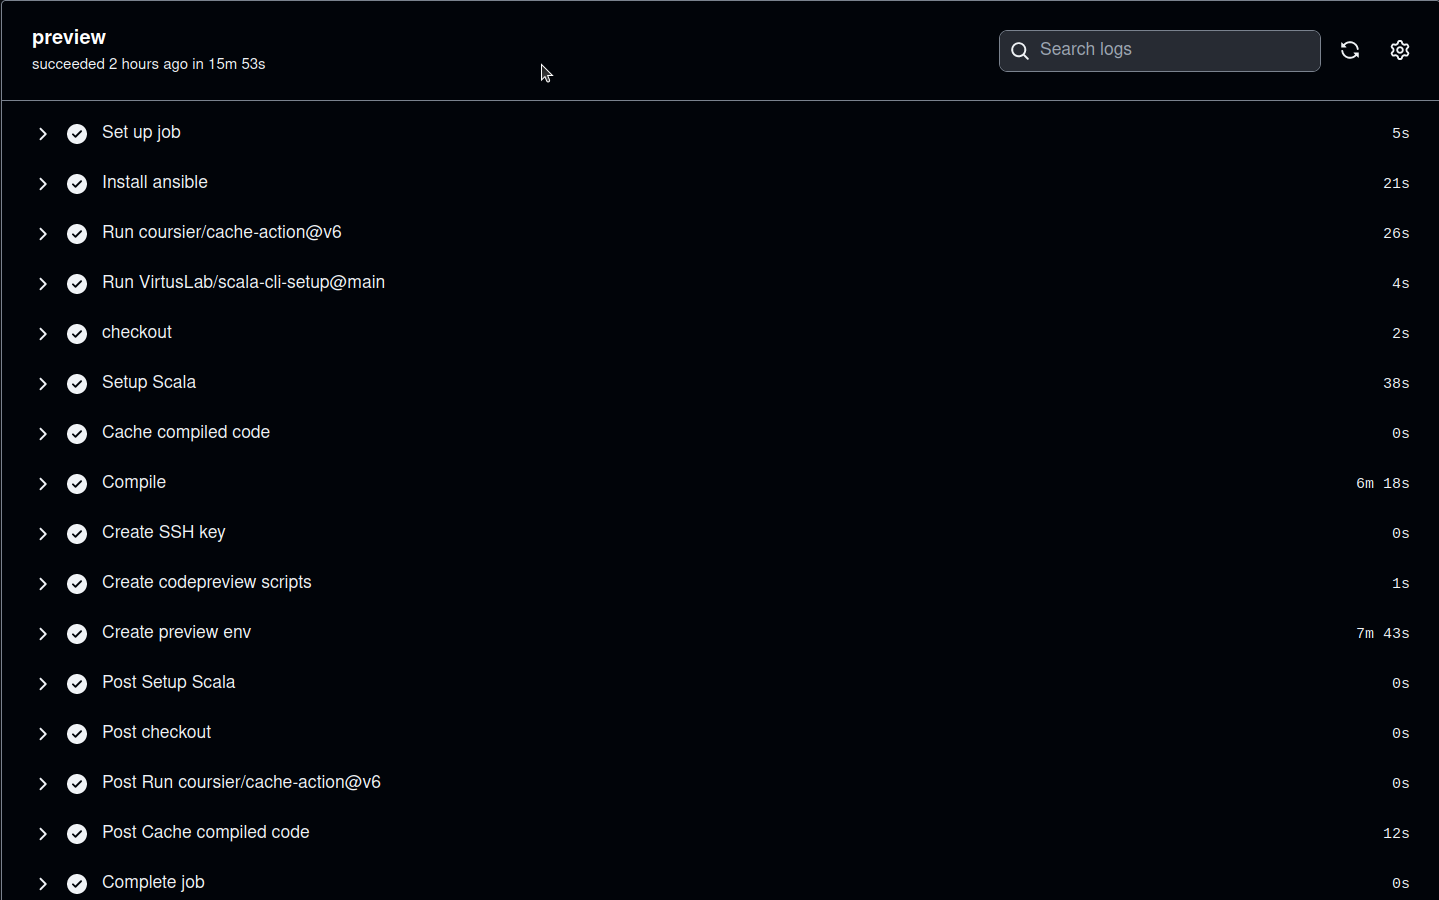 preview
succeeded 2 hours ago in 15m 53s
Search logs
Set up job 5s
Install ansible 21s
Run coursier/cache-action@v6 26s
Run VirtusLab/scala-cli-setup@main 4s
checkout 2s
Setup Scala 38s
Cache compiled code 0s
Compile 6m 18s
Create SSH key 0s
Create codepreview scripts 1s
Create preview env 7m 43s
Post Setup Scala 0s
Post checkout 0s
Post Run coursier/cache-action@v6 0s
Post Cache compiled code 12s
Complete job 0s